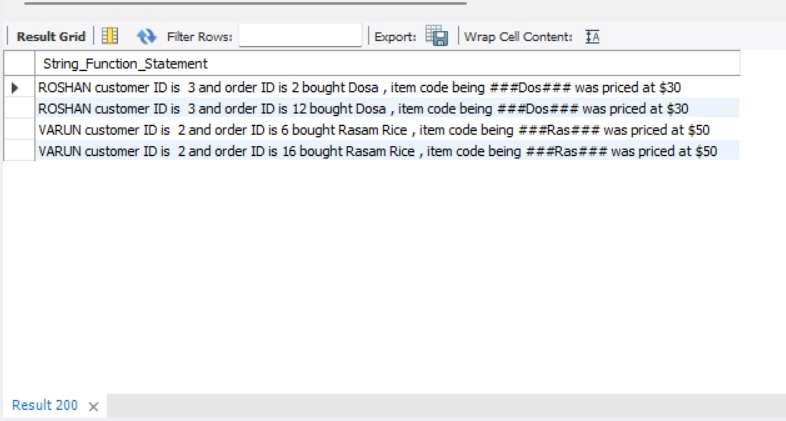 Result Grid Filter Rows: Export: Wrap Cell Content:
String_Function_Statement
ROSHAN customer ID is  3 and order ID is 2 bought Dosa , item code being ###Dos### was priced at $30
ROSHAN customer ID is  3 and order ID is 12 bought Dosa , item code being ###Dos### was priced at $30
VARUN customer ID is  2 and order ID is 6 bought Rasam Rice , item code being ###Ras### was priced at $50
VARUN customer ID is  2 and order ID is 16 bought Rasam Rice , item code being ###Ras### was priced at $50
Result 200